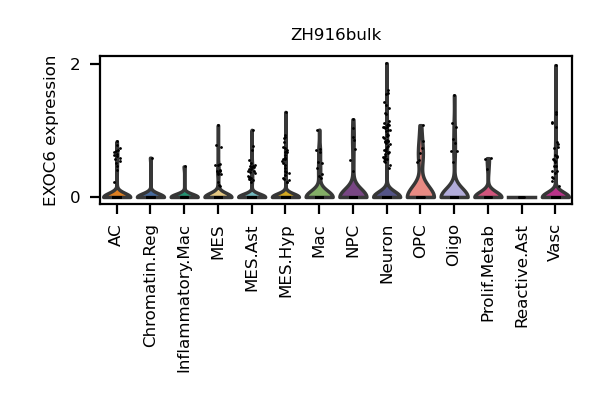 ZH916bulk
EXOC6 expression
2
0
AC
Chromatin.Reg
Inflammatory.Mac
MES
MES.Ast
MES.Hyp
Mac
NPC
Neuron
OPC
Oligo
Prolif.Metab
Reactive.Ast
Vasc